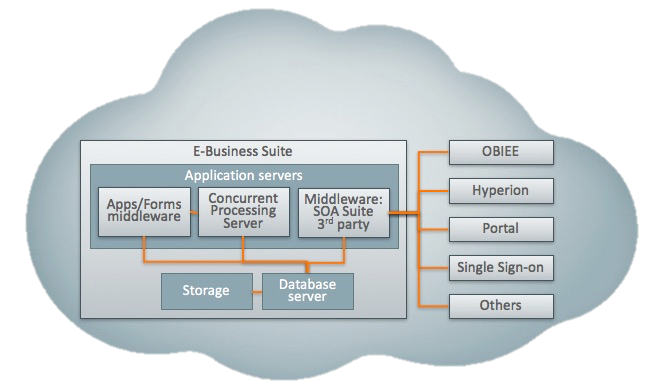 E-Business Suite
Application servers
Apps/Forms
middleware
Concurrent
Processing
Server
Middleware:
SOA Suite
3rd party
Storage
Database
server
OBIEE
Hyperion
Portal
Single Sign-on
Others